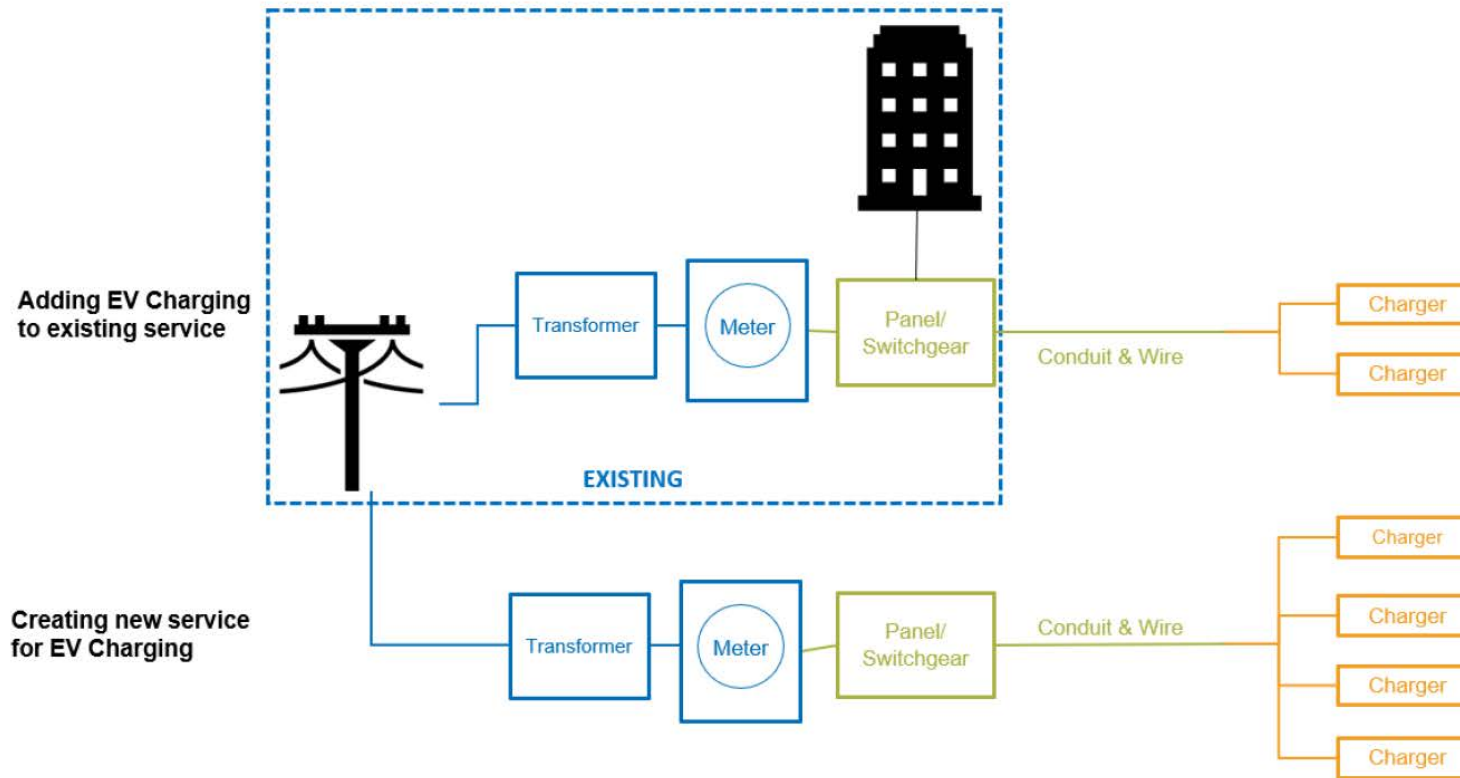 Adding EV Charging
to existing service
Transformer
Meter
Panel/
Switchgear
Conduit & Wire
Charger
Charger
EXISTING
Creating new service
for EV Charging
Transformer
Meter
Panel/
Switchgear
Conduit & Wire
Charger
Charger
Charger
Charger